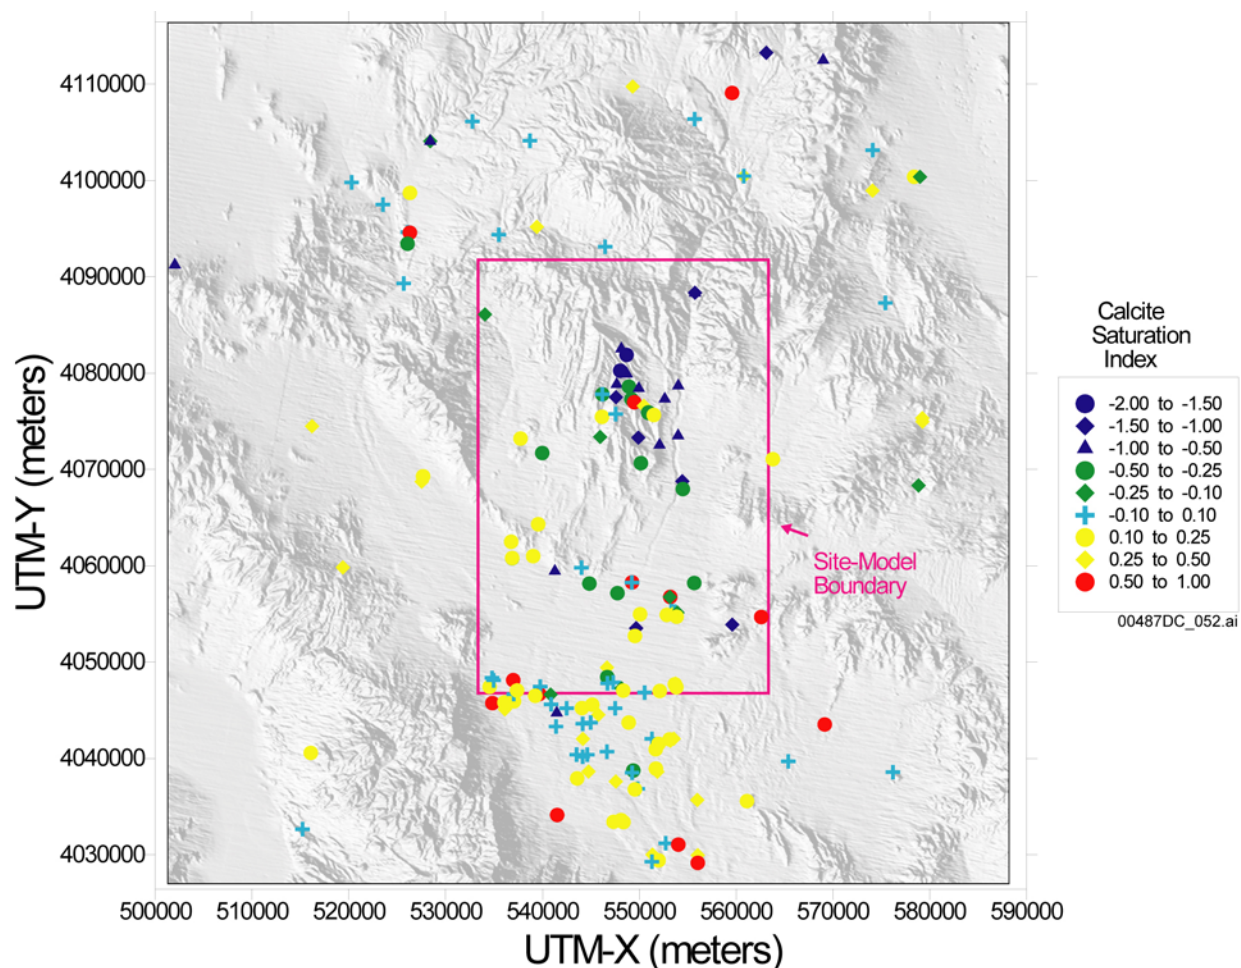 4110000
4100000
4090000
4080000
4070000
4060000
4050000
4040000
4030000
UTM-Y (meters)
500000 510000 520000 530000 540000 550000 560000 570000 580000 590000
UTM-X (meters)
Site-Model
Boundary
Calcite
Saturation
Index
-2.00 to -1.50
-1.50 to -1.00
-1.00 to -0.50
-0.50 to -0.25
-0.25 to -0.10
-0.10 to 0.10
0.10 to 0.25
0.25 to 0.50
0.50 to 1.00
00487DC_052.ai